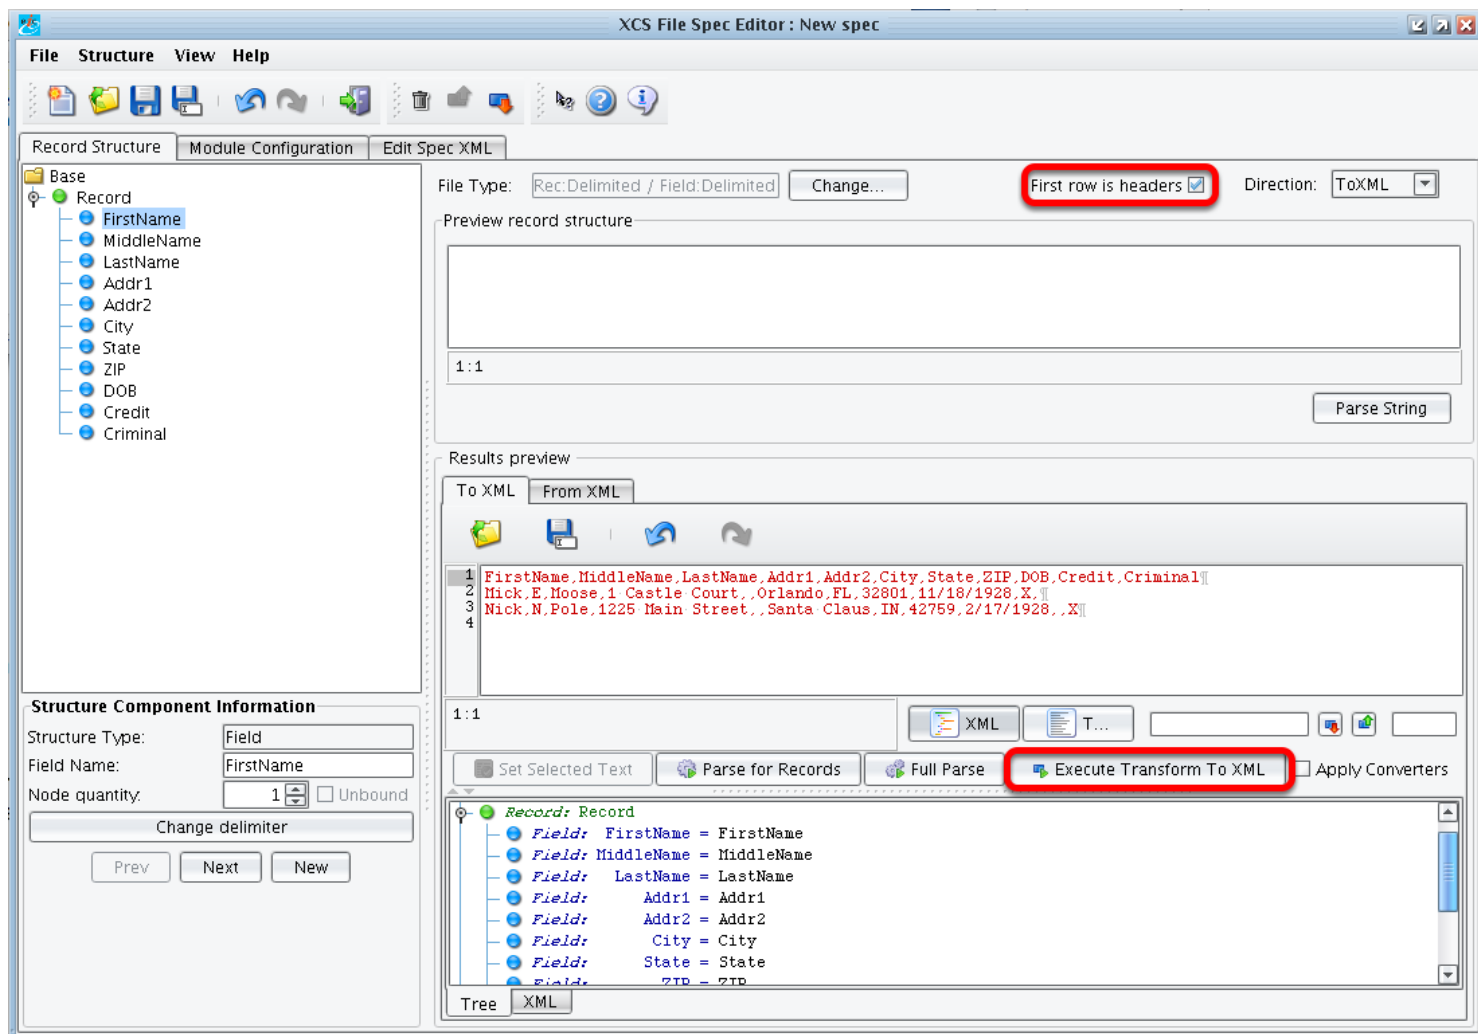 XCS File Spec Editor : New spec
File Structure View Help
Record Structure Module Configuration Edit Spec XML
Base
Record
FirstName
MiddleName
LastName
Addr1
Addr2
City
State
ZIP
DOB
Credit
Criminal
File Type: Rec:Delimited / Field:Delimited Change... First row is headers Direction: ToXML
Preview record structure
1:1
Parse String
Results preview
To XML From XML
1 FirstName,MiddleName,LastName,Addr1,Addr2,City,State,ZIP,DOB,Credit,Criminal¶
2 Mick,E,Moose,1 Castle Court,,Orlando,FL,32801,11/18/1928,X,¶
3 Nick,N,Pole,1225 Main Street,,Santa Claus,IN,42759,2/17/1928,,X¶
4
1:1 XML T...
Set Selected Text Parse for Records Full Parse Execute Transform To XML Apply Converters
Record: Record
Field: FirstName = FirstName
Field: MiddleName = MiddleName
Field: LastName = LastName
Field: Addr1 = Addr1
Field: Addr2 = Addr2
Field: City = City
Field: State = State
Field: ZIP = ZIP
Tree XML
Structure Component Information
Structure Type: Field
Field Name: FirstName
Node quantity: 1 Unbound
Change delimiter
Prev Next New